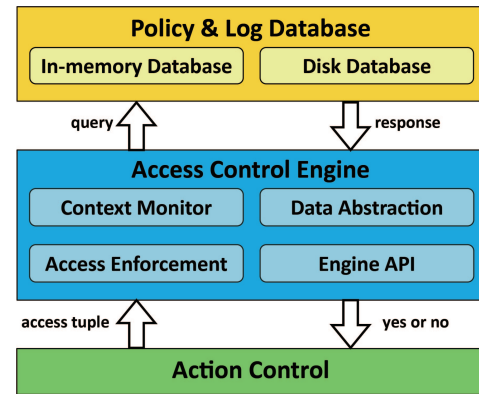 Policy & Log Database
In-memory Database
Disk Database
query
response
Access Control Engine
Context Monitor
Data Abstraction
Access Enforcement
Engine API
access tuple
yes or no
Action Control